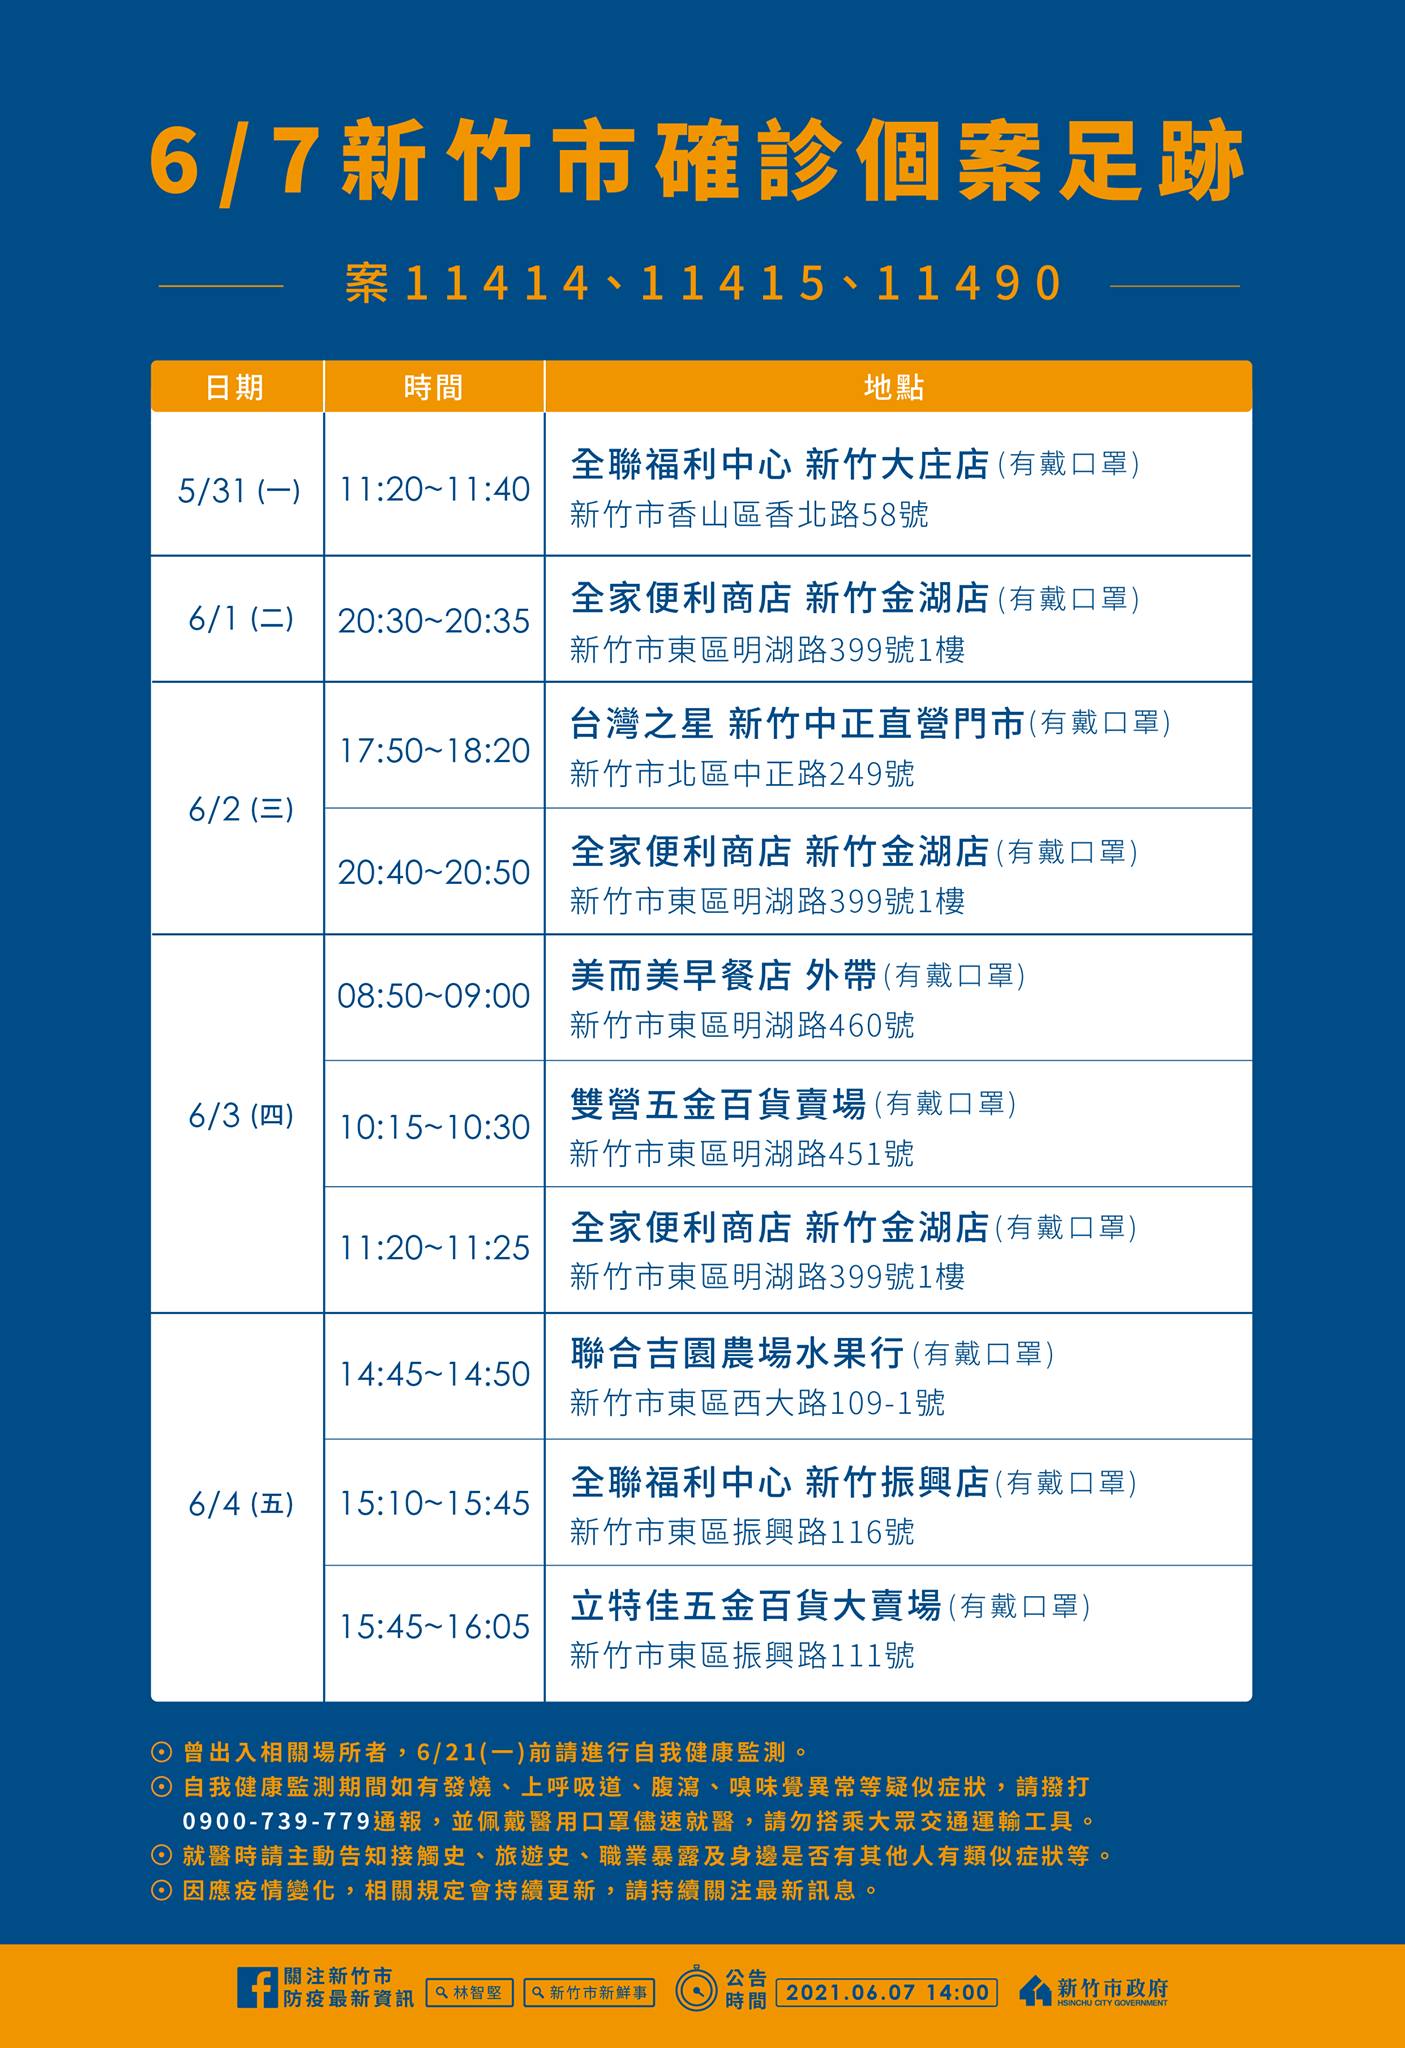 6/7新竹市確診個案足跡
案11414、11415、11490
日期 時間 地點
5/31 (一) 11:20~11:40 全聯福利中心 新竹大庄店(有戴口罩)
新竹市香山區香北路58號
6/1 (二) 20:30~20:35 全家便利商店 新竹金湖店(有戴口罩)
新竹市東區明湖路399號1樓
6/2 (三) 17:50~18:20 台灣之星 新竹中正直營門市(有戴口罩)
新竹市北區中正路249號
20:40~20:50 全家便利商店 新竹金湖店(有戴口罩)
新竹市東區明湖路399號1樓
6/3 (四) 08:50~09:00 美而美早餐店 外帶(有戴口罩)
新竹市東區明湖路460號
10:15~10:30 雙營五金百貨賣場(有戴口罩)
新竹市東區明湖路451號
11:20~11:25 全家便利商店 新竹金湖店(有戴口罩)
新竹市東區明湖路399號1樓
6/4 (五) 14:45~14:50 聯合吉園農場水果行(有戴口罩)
新竹市東區西大路109-1號
15:10~15:45 全聯福利中心 新竹振興店(有戴口罩)
新竹市東區振興路116號
15:45~16:05 立特佳五金百貨大賣場(有戴口罩)
新竹市東區振興路111號
⊙ 曾出入相關場所者，6/21(一)前請進行自我健康監測。
⊙ 自我健康監測期間如有發燒、上呼吸道、腹瀉、嗅味覺異常等疑似症狀，請撥打
0900-739-779通報，並佩戴醫用口罩儘速就醫，請勿搭乘大眾交通運輸工具。
⊙ 就醫時請主動告知接觸史、旅遊史、職業暴露及身邊是否有其他人有類似症狀等。
⊙ 因應疫情變化，相關規定會持續更新，請持續關注最新訊息。
關注新竹市
防疫最新資訊
林智堅
新竹市新鮮事
公告
時間
2021.06.07 14:00
新竹市政府
HSINCHU CITY GOVERNMENT